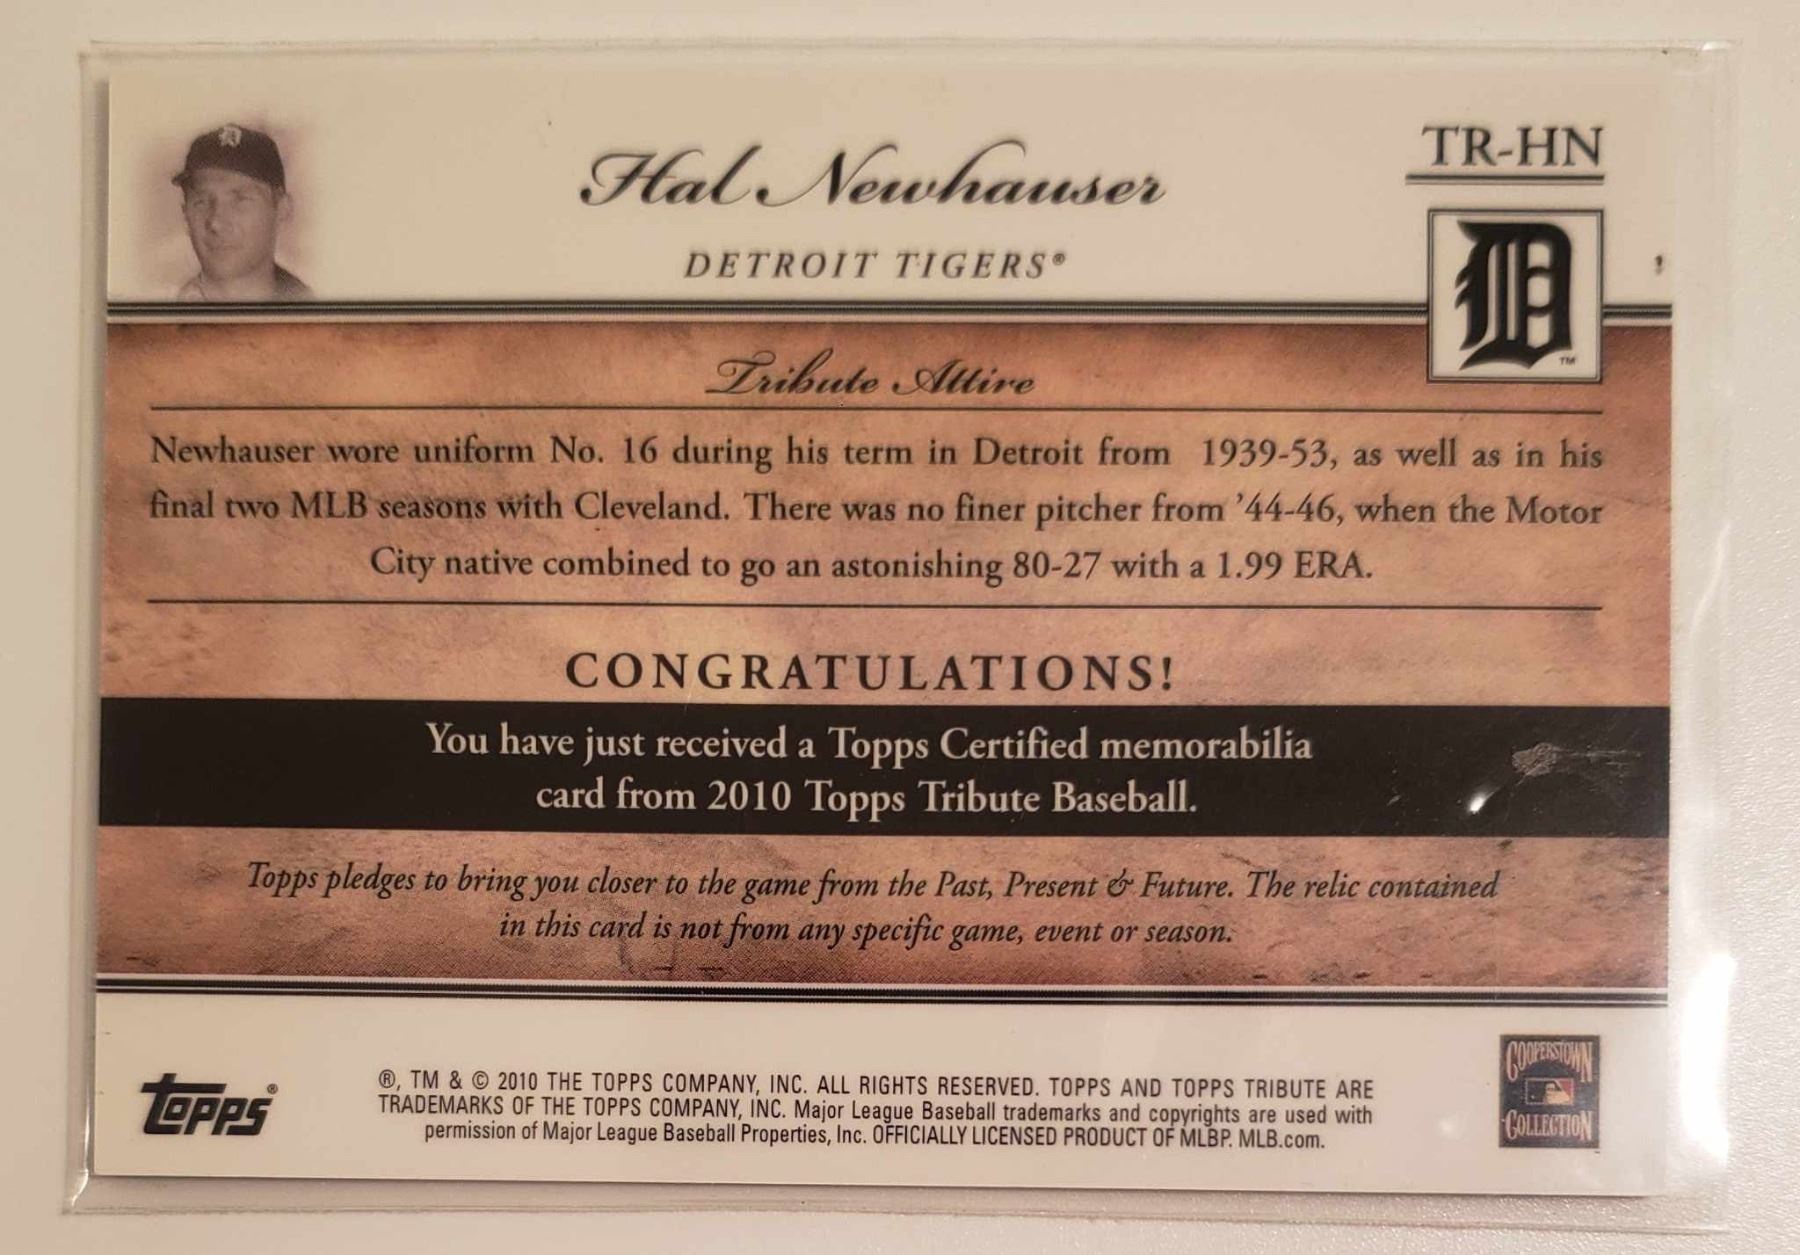 TR-HN
Hal Newhauser
DETROIT TIGERS®
D
TM
Tribute Attire
Newhauser wore uniform No. 16 during his term in Detroit from 1939-53, as well as in his
final two MLB seasons with Cleveland. There was no finer pitcher from ’44-46, when the Motor
City native combined to go an astonishing 80-27 with a 1.99 ERA.
CONGRATULATIONS!
You have just received a Topps Certified memorabilia
card from 2010 Topps Tribute Baseball.
Topps pledges to bring you closer to the game from the Past, Present & Future. The relic contained
in this card is not from any specific game, event or season.
Topps®
®, TM & © 2010 THE TOPPS COMPANY, INC. ALL RIGHTS RESERVED. TOPPS AND TOPPS TRIBUTE ARE
TRADEMARKS OF THE TOPPS COMPANY, INC. Major League Baseball trademarks and copyrights are used with
permission of Major League Baseball Properties, Inc. OFFICIALLY LICENSED PRODUCT OF MLBP. MLB.com.
COOPERSTOWN
COLLECTION